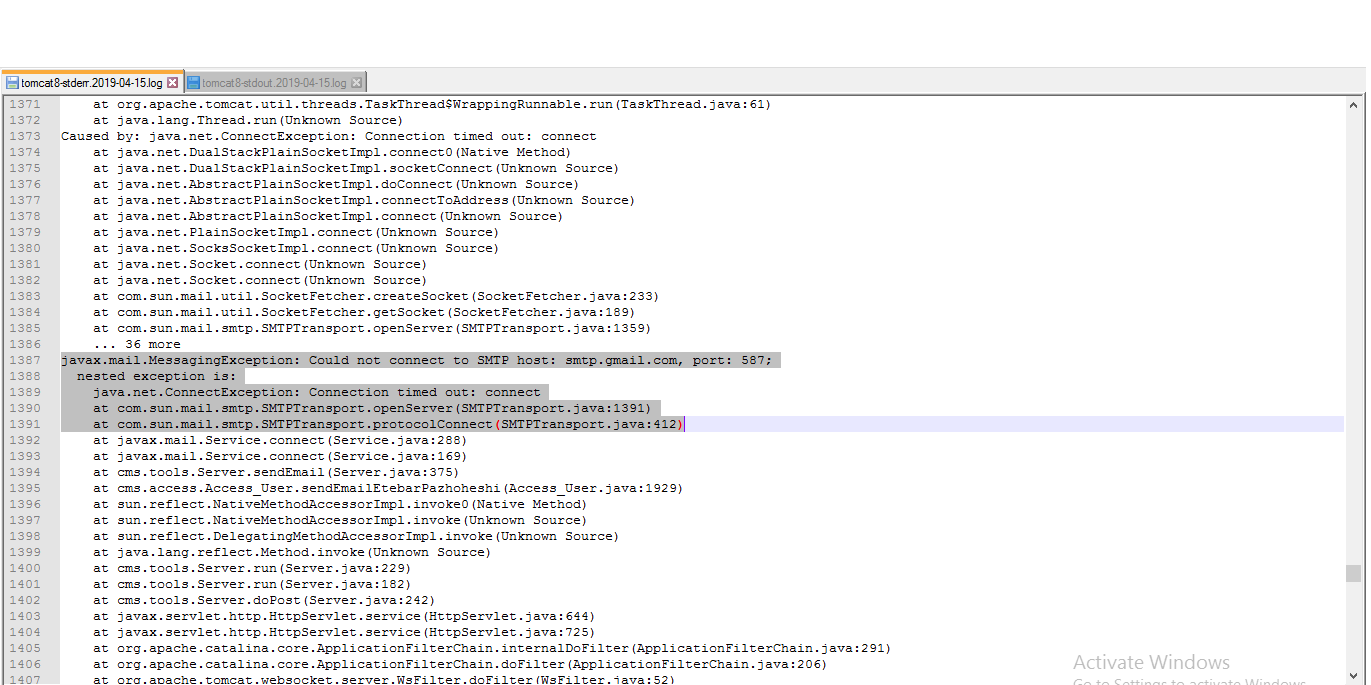 tomcat8-stderr.2019-04-15.log tomcat8-stdout.2019-04-15.log
1371 at org.apache.tomcat.util.threads.TaskThread$WrappingRunnable.run(TaskThread.java:61)
1372 at java.lang.Thread.run(Unknown Source)
1373 Caused by: java.net.ConnectException: Connection timed out: connect
1374 at java.net.DualStackPlainSocketImpl.connect0(Native Method)
1375 at java.net.DualStackPlainSocketImpl.socketConnect(Unknown Source)
1376 at java.net.AbstractPlainSocketImpl.doConnect(Unknown Source)
1377 at java.net.AbstractPlainSocketImpl.connectToAddress(Unknown Source)
1378 at java.net.AbstractPlainSocketImpl.connect(Unknown Source)
1379 at java.net.PlainSocketImpl.connect(Unknown Source)
1380 at java.net.SocksSocketImpl.connect(Unknown Source)
1381 at java.net.Socket.connect(Unknown Source)
1382 at java.net.Socket.connect(Unknown Source)
1383 at com.sun.mail.util.SocketFetcher.createSocket(SocketFetcher.java:233)
1384 at com.sun.mail.util.SocketFetcher.getSocket(SocketFetcher.java:189)
1385 at com.sun.mail.smtp.SMTPTransport.openServer(SMTPTransport.java:1359)
1386 ... 36 more
1387 javax.mail.MessagingException: Could not connect to SMTP host: smtp.gmail.com, port: 587;
1388 nested exception is:
1389 java.net.ConnectException: Connection timed out: connect
1390 at com.sun.mail.smtp.SMTPTransport.openServer(SMTPTransport.java:1391)
1391 at com.sun.mail.smtp.SMTPTransport.protocolConnect(SMTPTransport.java:412)
1392 at javax.mail.Service.connect(Service.java:288)
1393 at javax.mail.Service.connect(Service.java:169)
1394 at cms.tools.Server.sendEmail(Server.java:375)
1395 at cms.access.Access_User.sendEmailEtebarPazhoheshi(Access_User.java:1929)
1396 at sun.reflect.NativeMethodAccessorImpl.invoke0(Native Method)
1397 at sun.reflect.NativeMethodAccessorImpl.invoke(Unknown Source)
1398 at sun.reflect.DelegatingMethodAccessorImpl.invoke(Unknown Source)
1399 at java.lang.reflect.Method.invoke(Unknown Source)
1400 at cms.tools.Server.run(Server.java:229)
1401 at cms.tools.Server.run(Server.java:182)
1402 at cms.tools.Server.doPost(Server.java:242)
1403 at javax.servlet.http.HttpServlet.service(HttpServlet.java:644)
1404 at javax.servlet.http.HttpServlet.service(HttpServlet.java:725)
1405 at org.apache.catalina.core.ApplicationFilterChain.internalDoFilter(ApplicationFilterChain.java:291)
1406 at org.apache.catalina.core.ApplicationFilterChain.doFilter(ApplicationFilterChain.java:206)
1407 at org.apache.tomcat.websocket.server.WsFilter.doFilter(WsFilter.java:52)
Activate Windows
Go to Settings to activate Windows